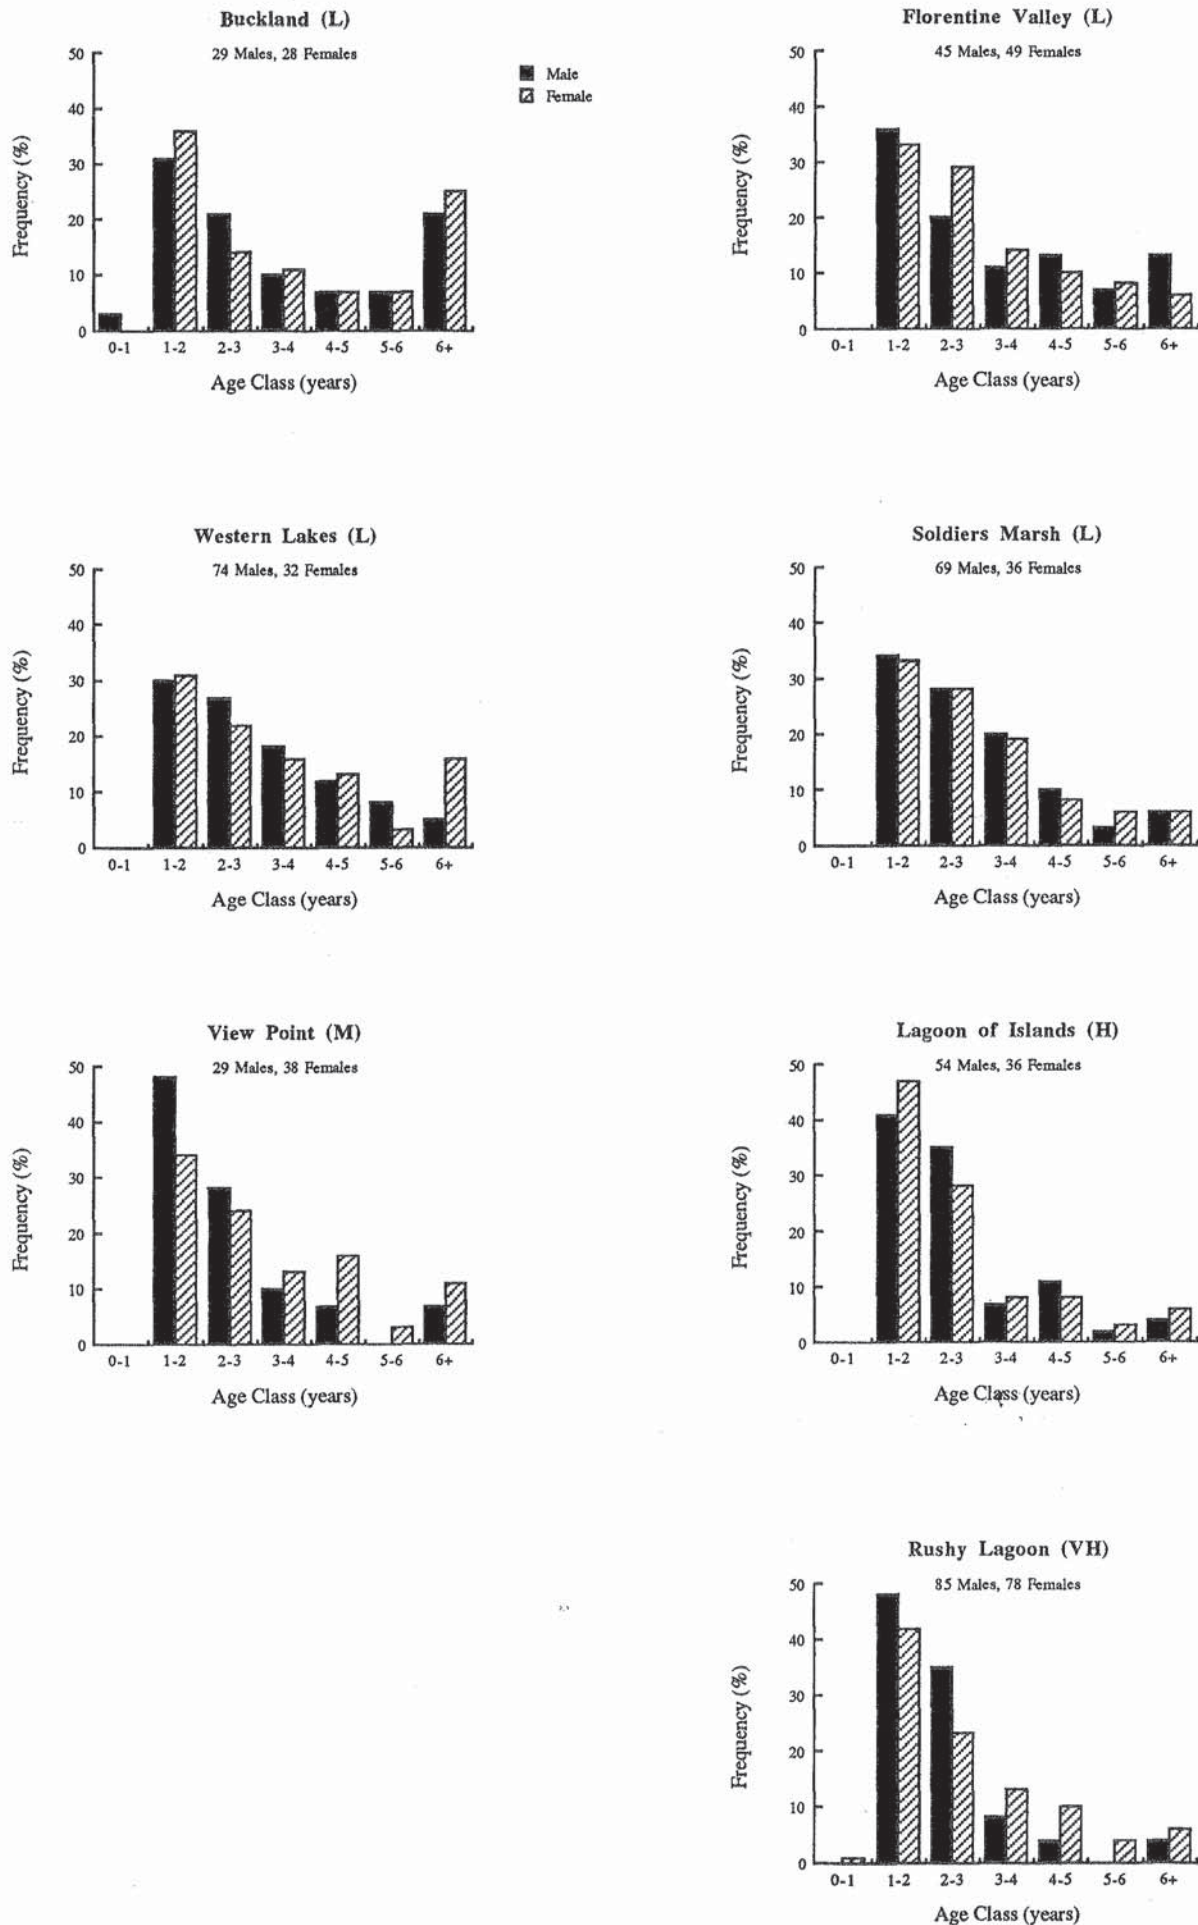 Buckland (L)
29 Males, 28 Females
Male
Female
50
40
30
20
10
0
Frequency (%)
0-1 1-2 2-3 3-4 4-5 5-6 6+
Age Class (years)
Florentine Valley (L)
45 Males, 49 Females
50
40
30
20
10
0
Frequency (%)
0-1 1-2 2-3 3-4 4-5 5-6 6+
Age Class (years)
Western Lakes (L)
74 Males, 32 Females
50
40
30
20
10
0
Frequency (%)
0-1 1-2 2-3 3-4 4-5 5-6 6+
Age Class (years)
Soldiers Marsh (L)
69 Males, 36 Females
50
40
30
20
10
0
Frequency (%)
0-1 1-2 2-3 3-4 4-5 5-6 6+
Age Class (years)
View Point (M)
29 Males, 38 Females
50
40
30
20
10
0
Frequency (%)
0-1 1-2 2-3 3-4 4-5 5-6 6+
Age Class (years)
Lagoon of Islands (H)
54 Males, 36 Females
50
40
30
20
10
0
Frequency (%)
0-1 1-2 2-3 3-4 4-5 5-6 6+
Age Class (years)
Rushy Lagoon (VH)
85 Males, 78 Females
50
40
30
20
10
0
Frequency (%)
0-1 1-2 2-3 3-4 4-5 5-6 6+
Age Class (years)